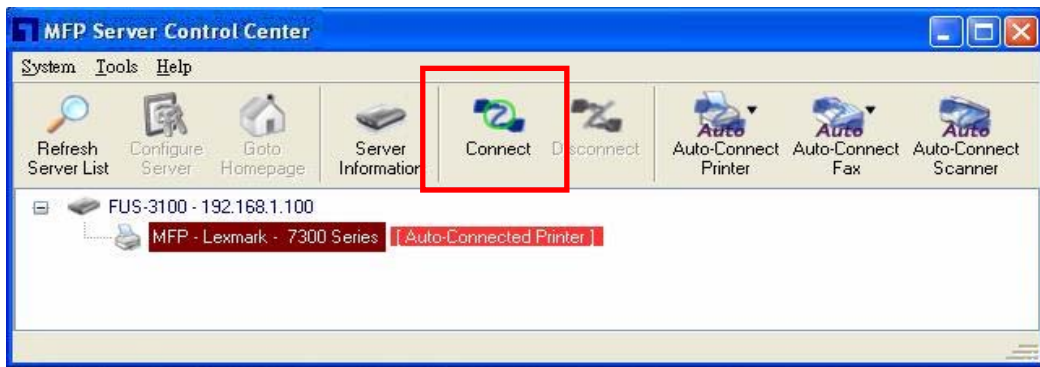 MFP Server Control Center
System Tools Help
Refresh Server List
Configure Server
Goto Homepage
Server Information
Connect
Disconnect
Auto Auto-Connect Printer
Auto Auto-Connect Fax
Auto Auto-Connect Scanner
FUS-3100 - 192.168.1.100
MFP - Lexmark - 7300 Series [ Auto-Connected Printer ]